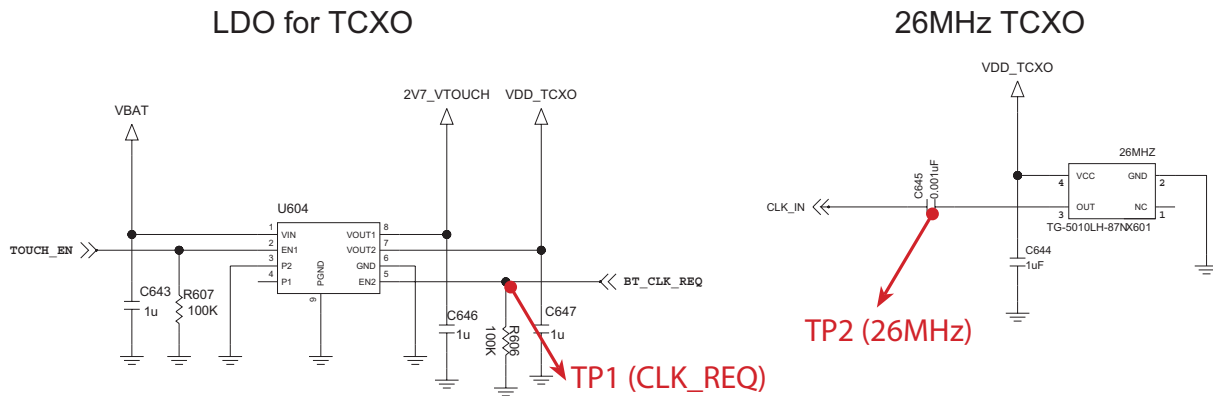 LDO for TCXO
26MHz TCXO
VBAT
2V7_VTOUCH
VDD_TCXO
VDD_TCXO
U604
1
VIN
VOUT1
8
2
EN1
VOUT2
7
3
P2
GND
6
4
P1
EN2
5
PGND
9
TOUCH_EN
BT_CLK_REQ
C643
1u
R607
100K
C646
1u
R606
100K
C647
1u
TP1 (CLK_REQ)
26MHZ
C645
0.001uF
4
VCC
GND
2
3
OUT
NC
1
CLK_IN
TG-5010LH-87NX601
C644
1uF
TP2 (26MHz)